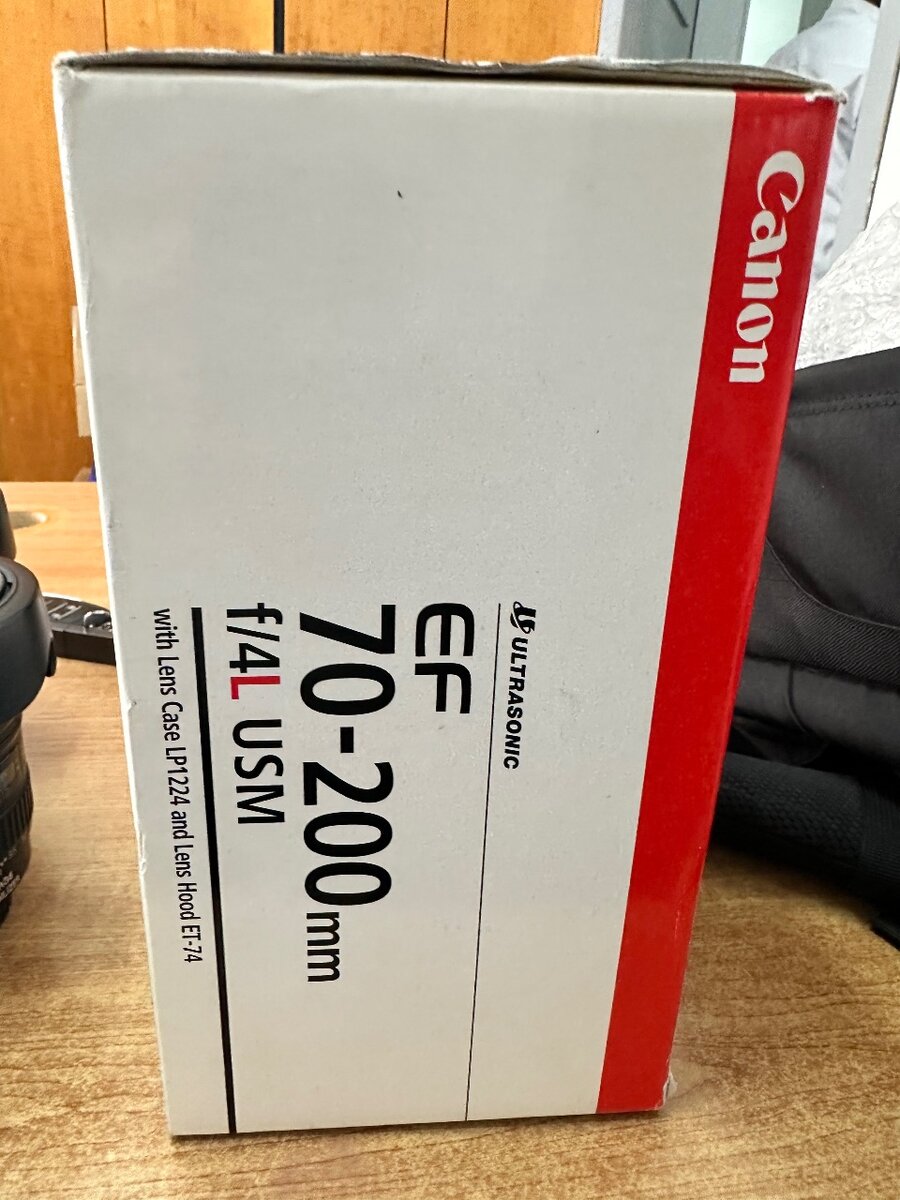 Canon
ULTRASONIC
EF
70-200mm
f/4L USM
with Lens Case LP1224 and Lens Hood ET-74